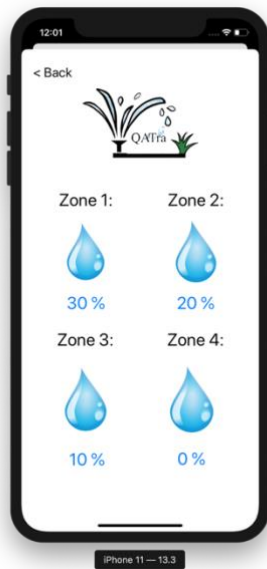 12:01
< Back
QATra
Zone 1: Zone 2:
30 % 20 %
Zone 3: Zone 4:
10 % 0 %
iPhone 11 — 13.3